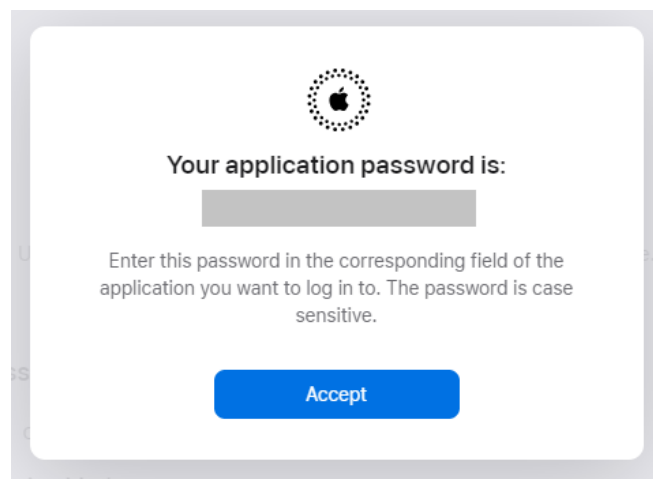 Your application password is:
Enter this password in the corresponding field of the
application you want to log in to. The password is case
sensitive.
Accept